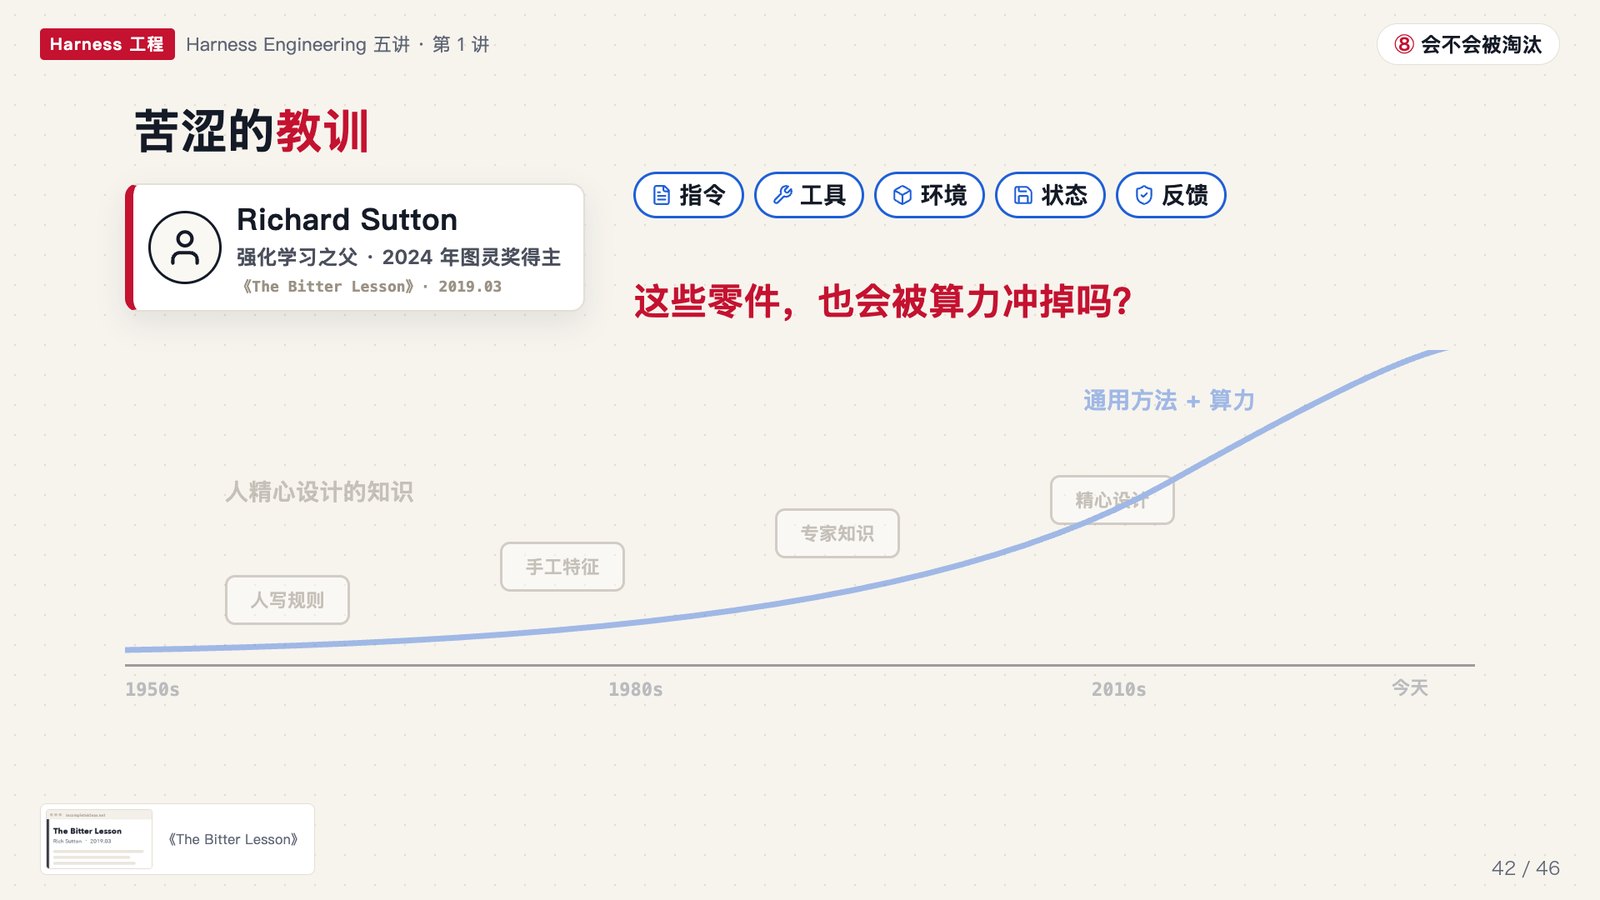 Harness 工程 Harness Engineering 五讲 · 第 1 讲
⑧ 会不会被淘汰
苦涩的教训
Richard Sutton
强化学习之父 · 2024 年图灵奖得主
《The Bitter Lesson》 · 2019.03
指令 工具 环境 状态 反馈
这些零件，也会被算力冲掉吗？
通用方法 + 算力
人精心设计的知识
精心设计
专家知识
手工特征
人写规则
1950s 1980s 2010s 今天
The Bitter Lesson
Rich Sutton · 2019.03
《The Bitter Lesson》
42 / 46